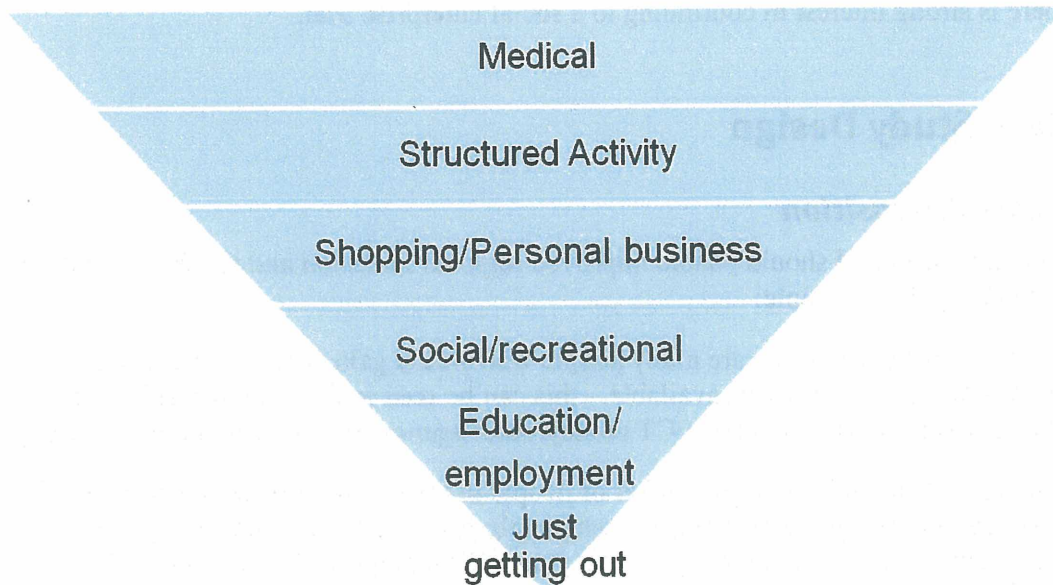 Medical
Structured Activity
Shopping/Personal business
Social/recreational
Education/
employment
Just
getting out